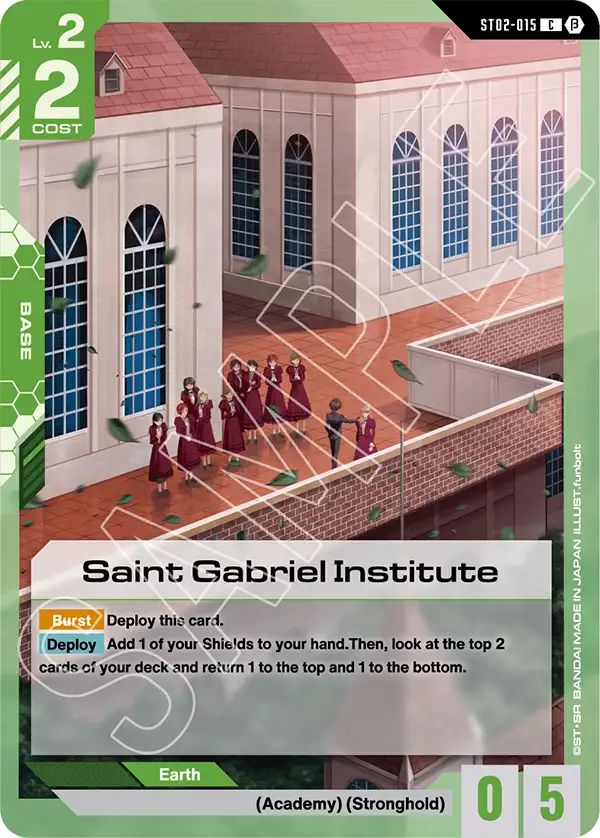 ST02-015 C β
Lv. 2
2
COST
BASE
SAMPLE
Saint Gabriel Institute
Burst Deploy this card.
Deploy Add 1 of your Shields to your hand.Then, look at the top 2
cards of your deck and return 1 to the top and 1 to the bottom.
Earth
(Academy) (Stronghold)
0 5
©ST・SR BANDAI MADE IN JAPAN ILLUST.funbolt